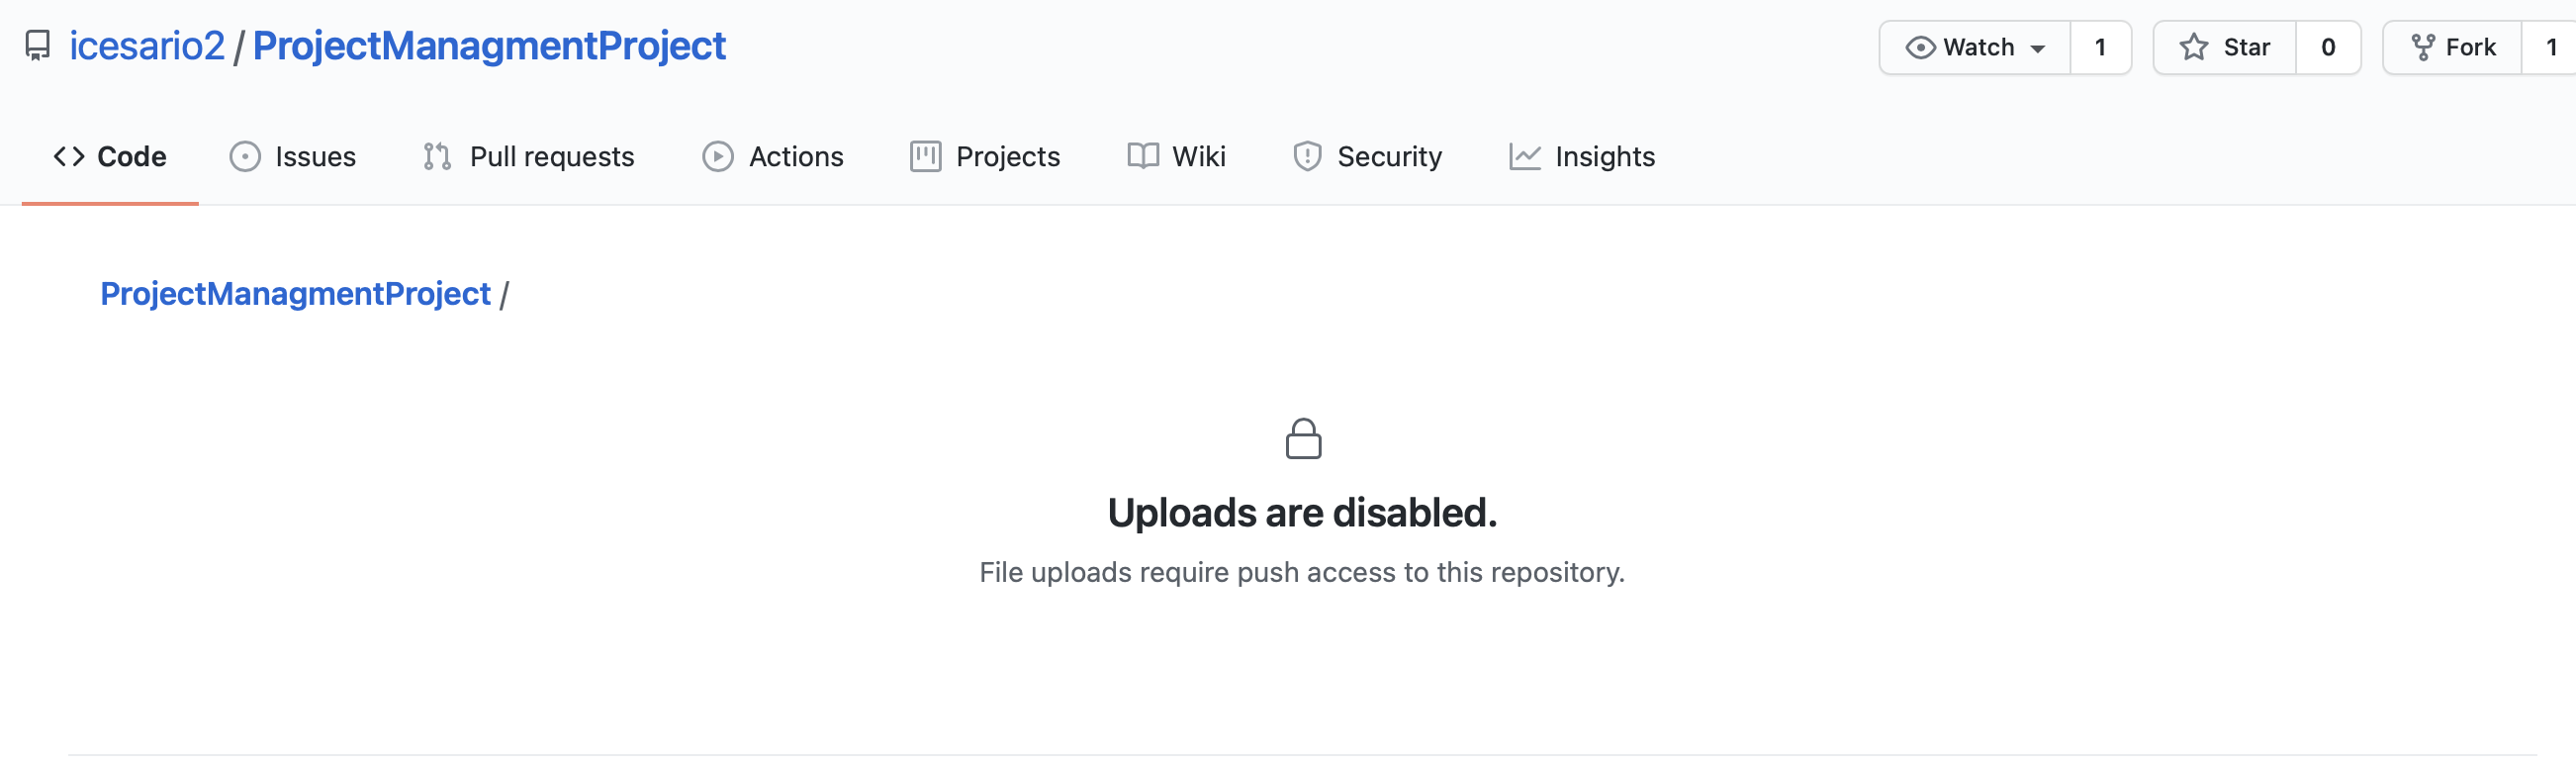 icesario2 / ProjectManagmentProject Watch 1 Star 0 Fork 1
Code Issues Pull requests Actions Projects Wiki Security Insights
ProjectManagmentProject /
Uploads are disabled.
File uploads require push access to this repository.